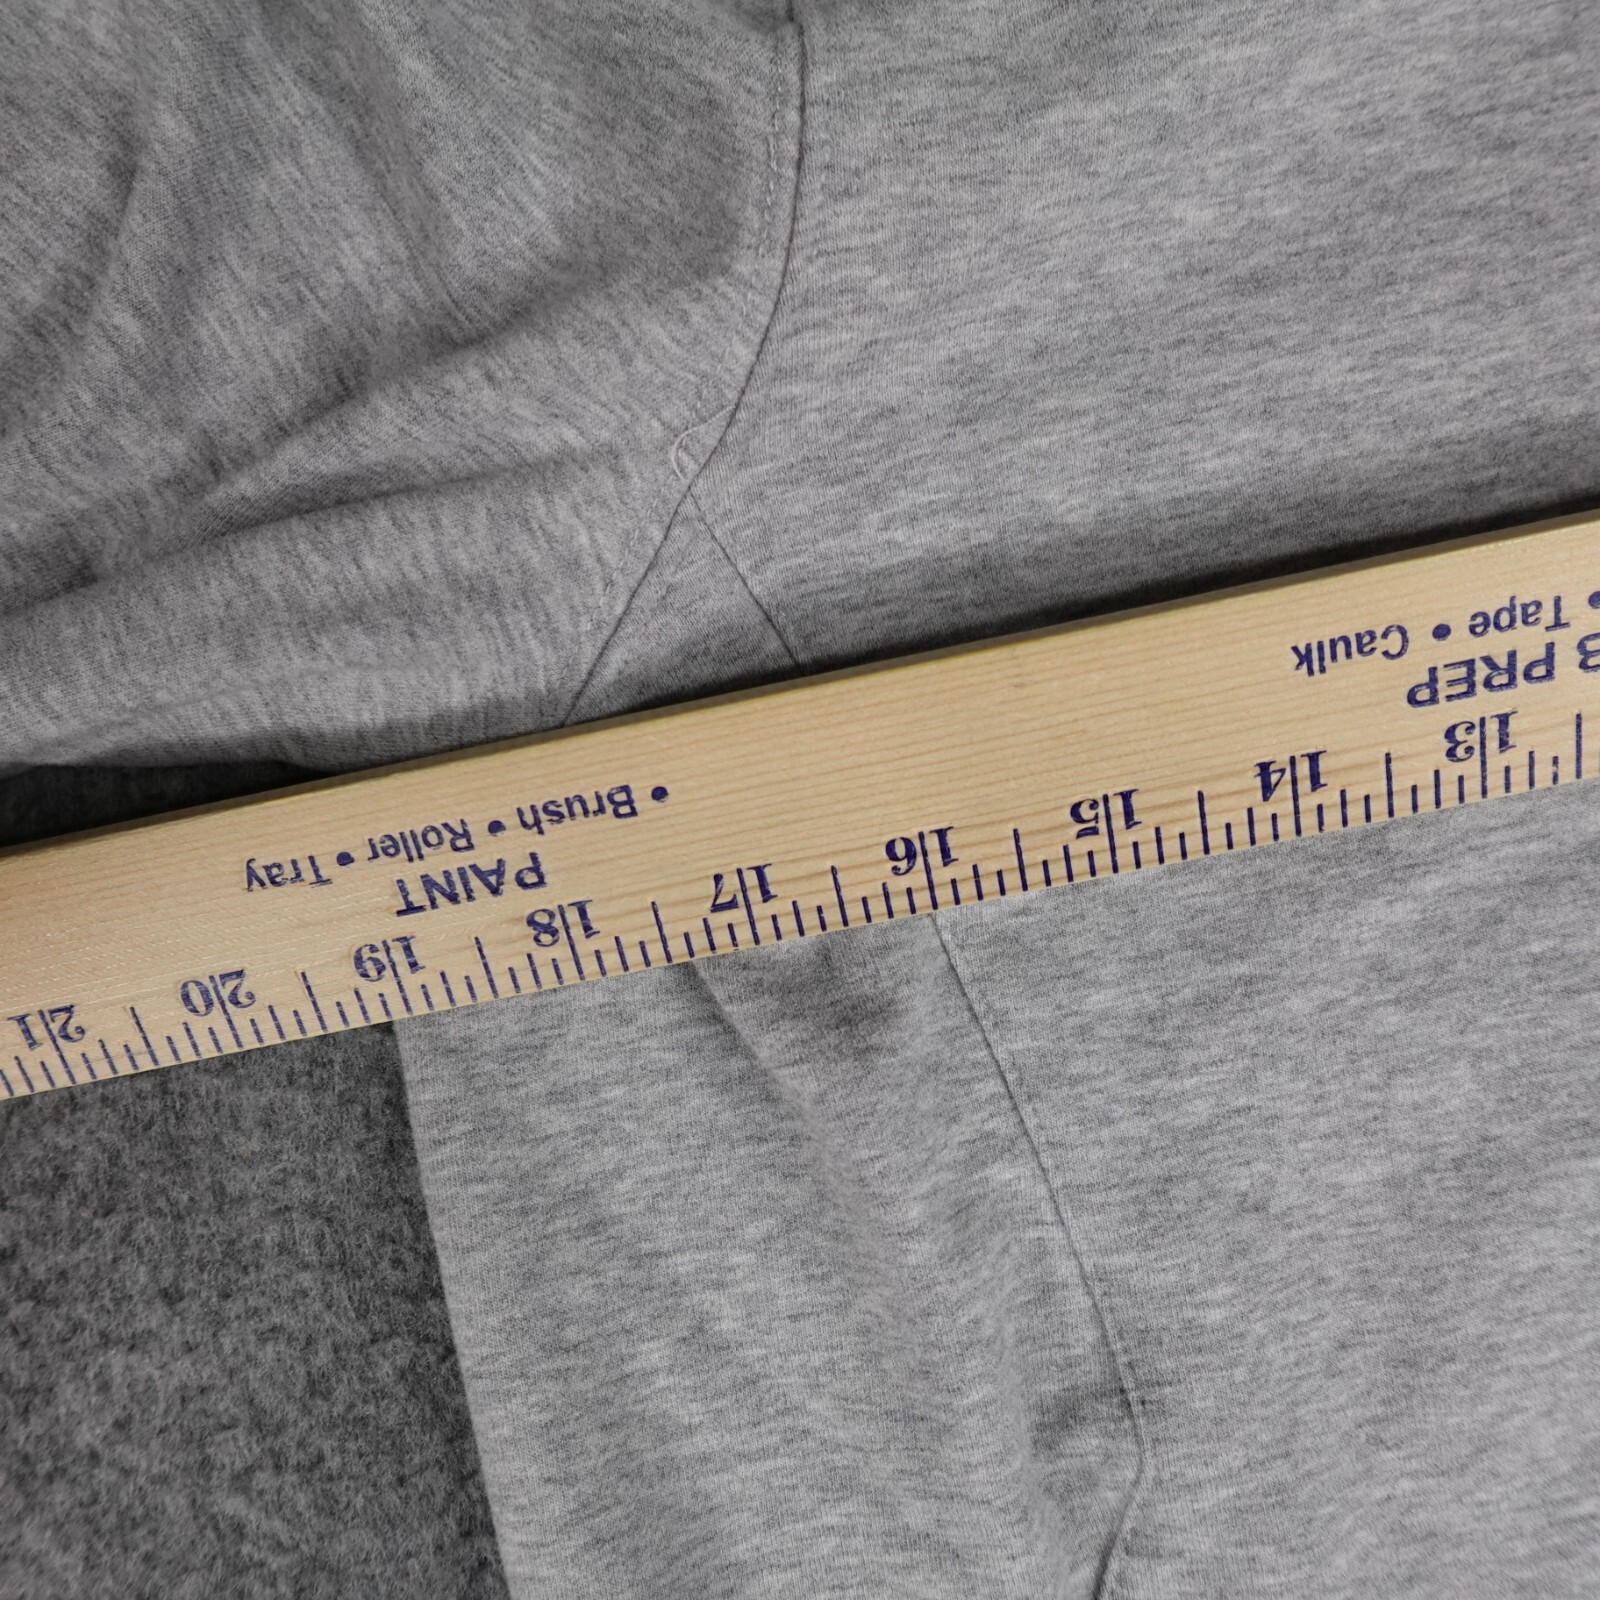 13 14 15 16 17 18 19 20 21
PREP
• Tape • Caulk
PAINT
• Brush • Roller • Tray